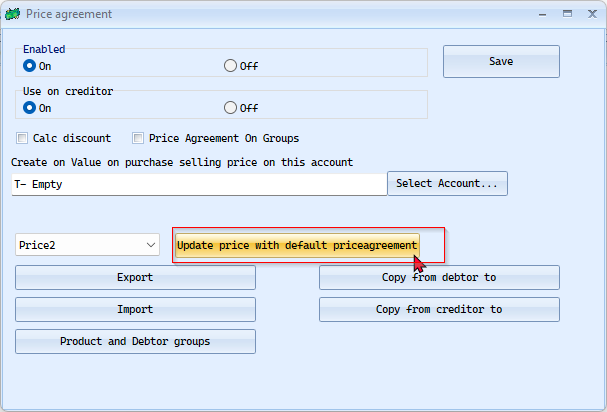 Price agreement
Enabled
On
Off
Save
Use on creditor
On
Off
Calc discount
Price Agreement On Groups
Create on Value on purchase selling price on this account
T- Empty
Select Account...
Price2
Update price with default priceagreement
Export
Copy from debtor to
Import
Copy from creditor to
Product and Debtor groups